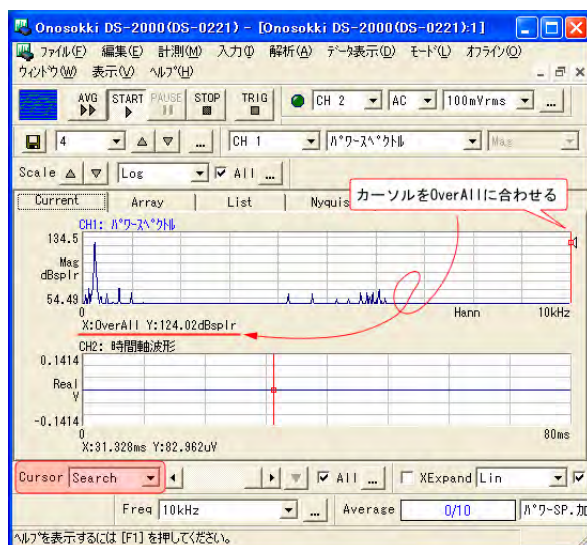 Onosokki DS-2000(DS-0221) - [Onosokki DS-2000(DS-0221):1]
ファイル(F) 編集(E) 計測(M) 入力(I) 解析(A) データ表示(D) モード(L) オフライン(O)
ウィンドウ(W) 表示(V) ヘルプ(H)
AVG START PAUSE STOP TRIG CH 2 AC 100mVrms ...
4 ... CH 1 パワースペクトル Mag
Scale Log All ...
Current Array List Nyquis
カーソルをOverAllに合わせる
CH1: パワースペクトル
134.5
Mag
dBsplr
54.49
0 Hann 10kHz
X:OverAll Y:124.02dBsplr
CH2: 時間軸波形
0.1414
Real
V
-0.1414
0 80ms
X:31.328ms Y:82.962uV
Cursor Search All ... XExpand Lin
Freq 10kHz ... Average 0/10 パワーSP.加
ヘルプを表示するには [F1] を押してください。